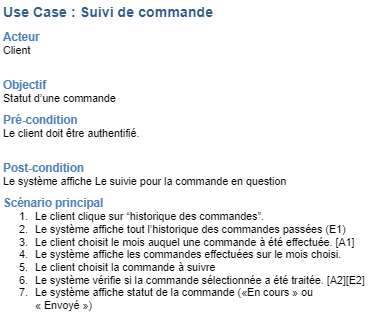 Use Case : Suivi de commande
Acteur
Client
Objectif
Statut d’une commande
Pré-condition
Le client doit être authentifié.
Post-condition
Le système affiche Le suivie pour la commande en question
Scénario principal
1. Le client clique sur “historique des commandes”.
2. Le système affiche tout l’historique des commandes passées (E1)
3. Le client choisit le mois auquel une commande à été effectuée. [A1]
4. Le système affiche les commandes effectuées sur le mois choisi.
5. Le client choisit la commande à suivre
6. Le système vérifie si la commande sélectionnée a été traitée. [A2][E2]
7. Le système affiche statut de la commande («En cours » ou
« Envoyé »)